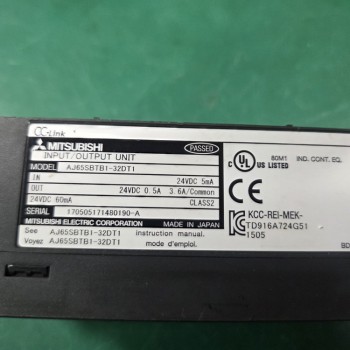 CC-Link
MITSUBISHI
PASSED
INPUT/OUTPUT UNIT
MODEL AJ65SBTB1-32DT1
IN 24VDC 5mA
OUT 24VDC 0.5A 3.6A/Common
24VDC 60mA CLASS2
SERIAL 170505171480190-A
MITSUBISHI ELECTRIC CORPORATION MADE IN JAPAN
See AJ65SBTB1-32DT1 instruction manual.
Voyez AJ65SBTB1-32DT1 mode d'emploi.
C UL US LISTED
80M1 IND. CONT. EQ.
CE
KCC-REI-MEK-
TD916A724G51
1505